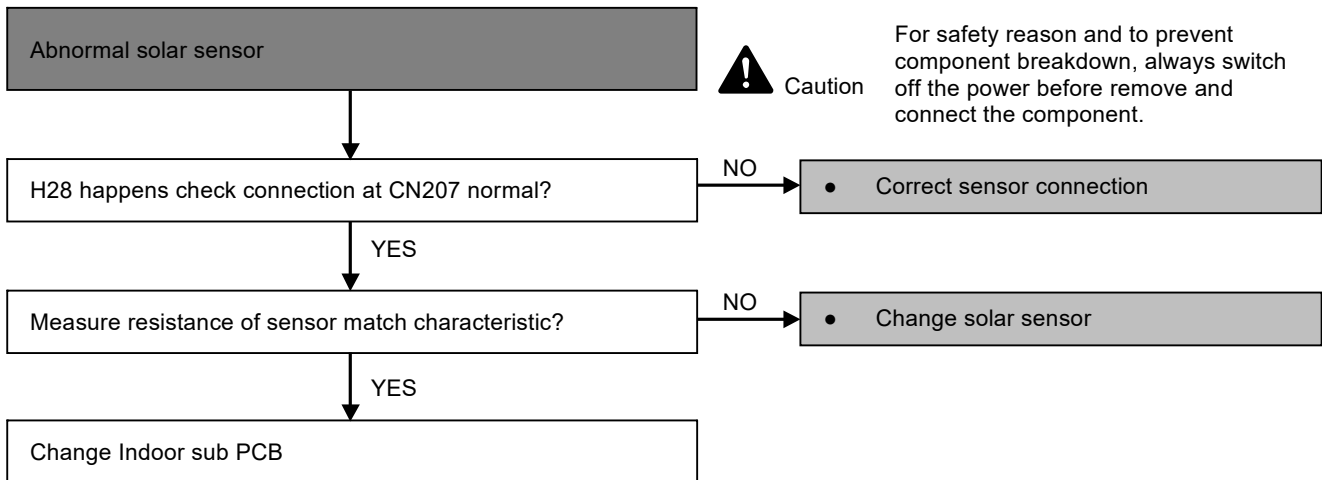 Abnormal solar sensor
Caution
For safety reason and to prevent
component breakdown, always switch
off the power before remove and
connect the component.
H28 happens check connection at CN207 normal?
NO
● Correct sensor connection
YES
Measure resistance of sensor match characteristic?
NO
● Change solar sensor
YES
Change Indoor sub PCB